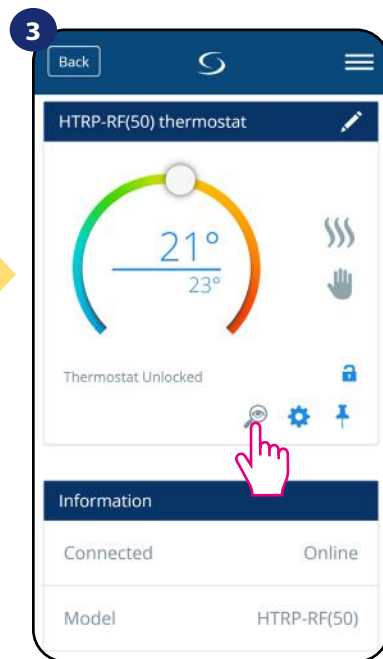 3
Back
HTRP-RF(50) thermostat
21°
23°
Thermostat Unlocked
Information
Connected Online
Model HTRP-RF(50)